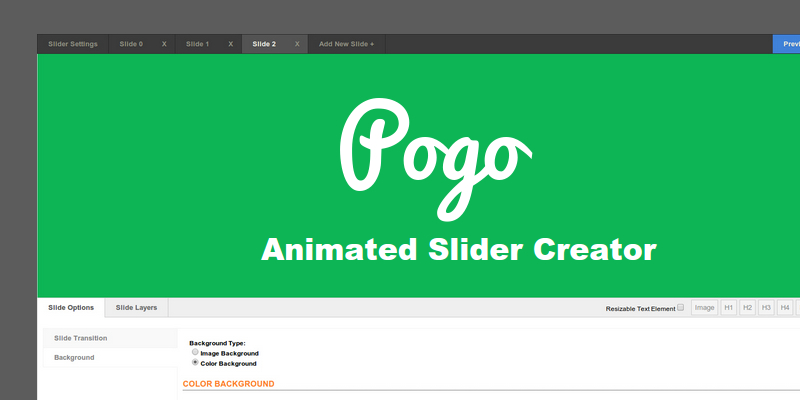 Slider Settings Slide 0 X Slide 1 X Slide 2 X Add New Slide + Previ
Pogo
Animated Slider Creator
Slide Options Slide Layers Resizable Text Element Image H1 H2 H3 H4
Slide Transition
Background
Background Type:
Image Background
Color Background
COLOR BACKGROUND